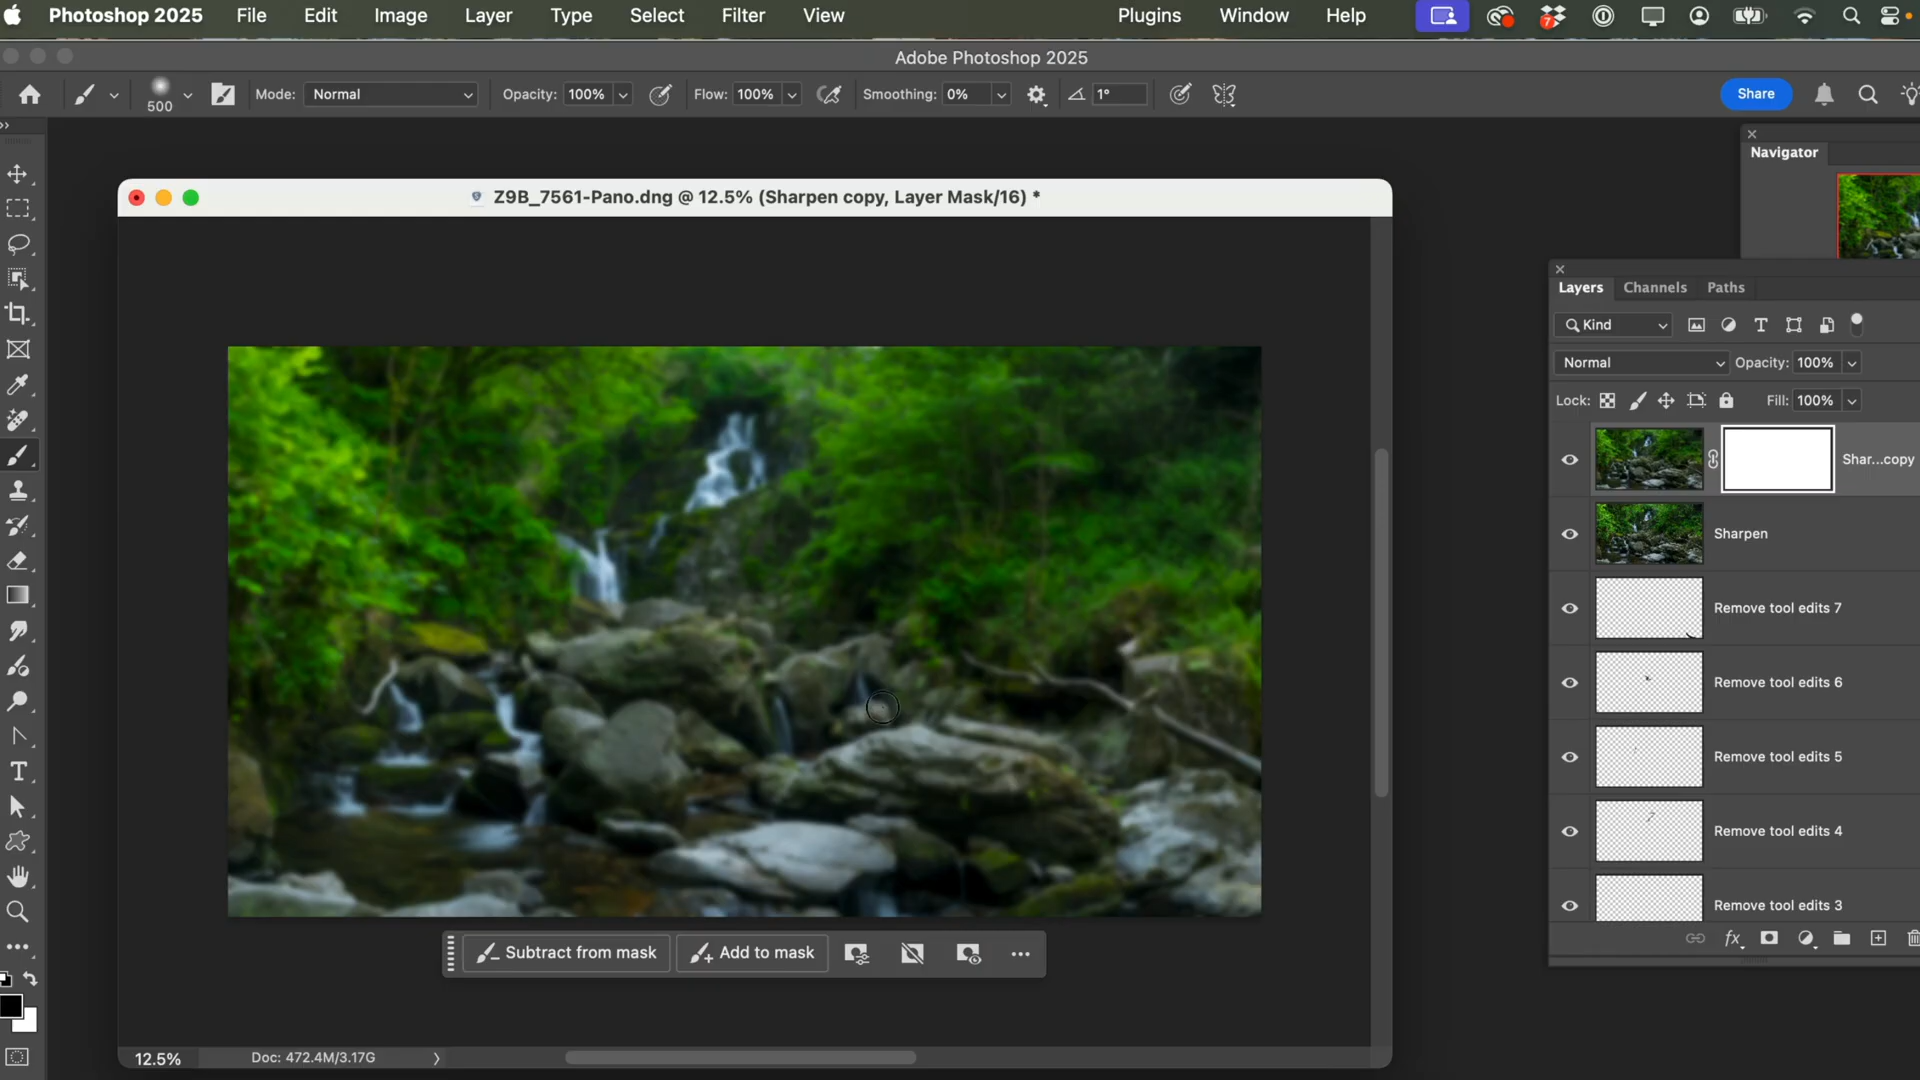 Photoshop 2025 File Edit Image Layer Type Select Filter View Plugins Window Help 7
Adobe Photoshop 2025
500 Mode: Normal Opacity: 100% Flow: 100% Smoothing: 0% 1° Share
Navigator
Z9B_7561-Pano.dng @ 12.5% (Sharpen copy, Layer Mask/16) *
Layers Channels Paths
Kind
Normal Opacity: 100%
Lock: Fill: 100%
Shar...copy
Sharpen
Remove tool edits 7
Remove tool edits 6
Remove tool edits 5
Remove tool edits 4
Remove tool edits 3
fx
Subtract from mask Add to mask
12.5% Doc: 472.4M/3.17G